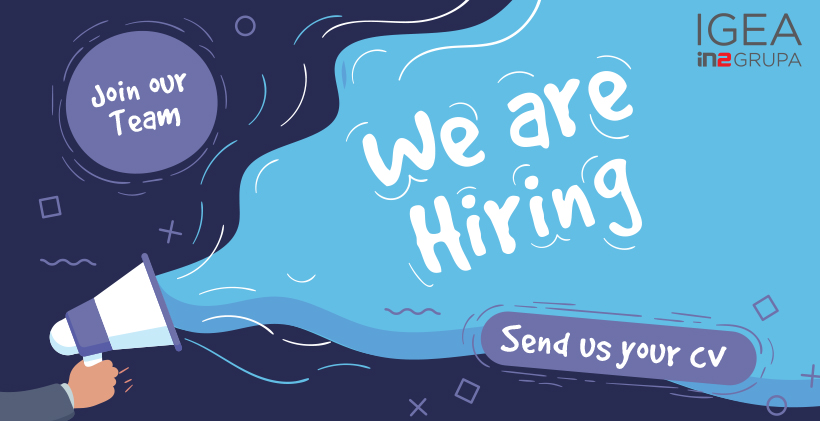 IGEA
in2GRUPA
Join our
Team
We are
Hiring
Send us your cv